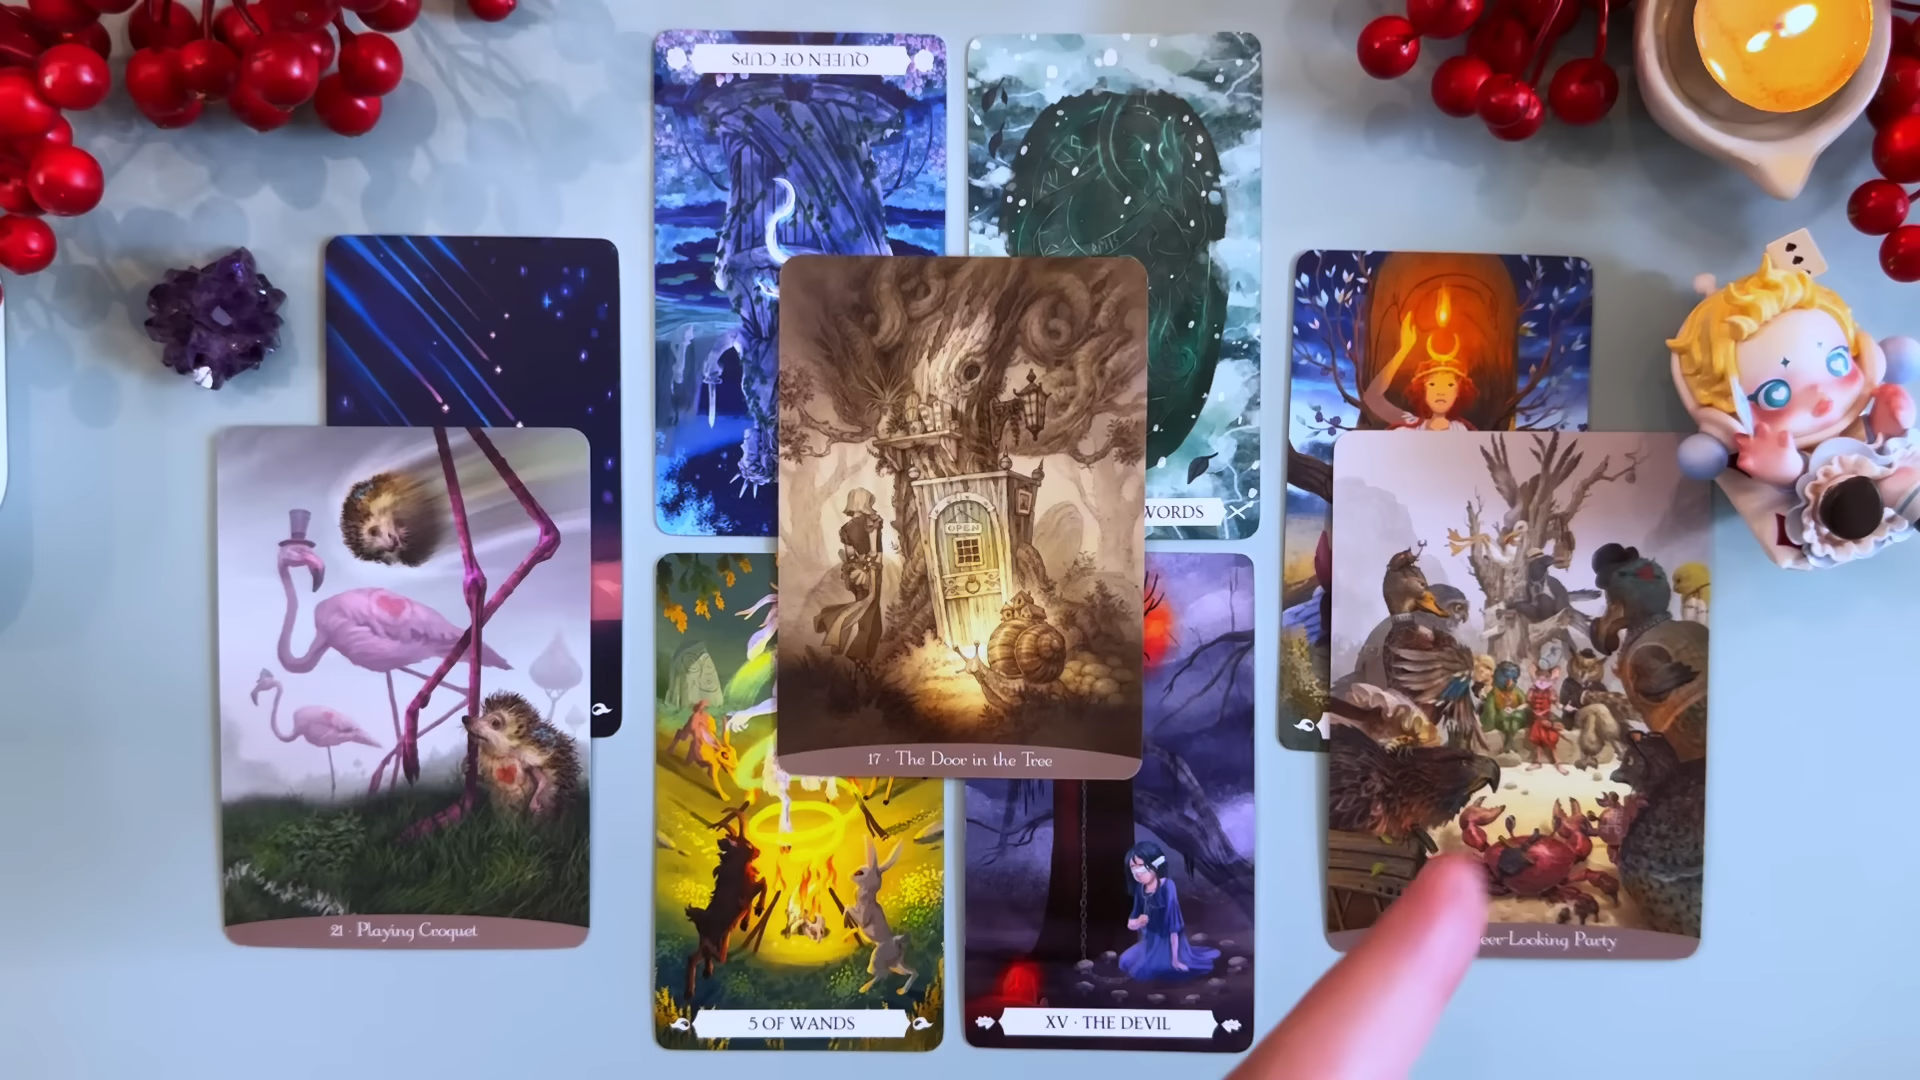 QUEEN OF CUPS
WORDS
OPEN
17 · The Door in the Tree
21 · Playing Croquet
eer-Looking Party
5 OF WANDS
XV · THE DEVIL